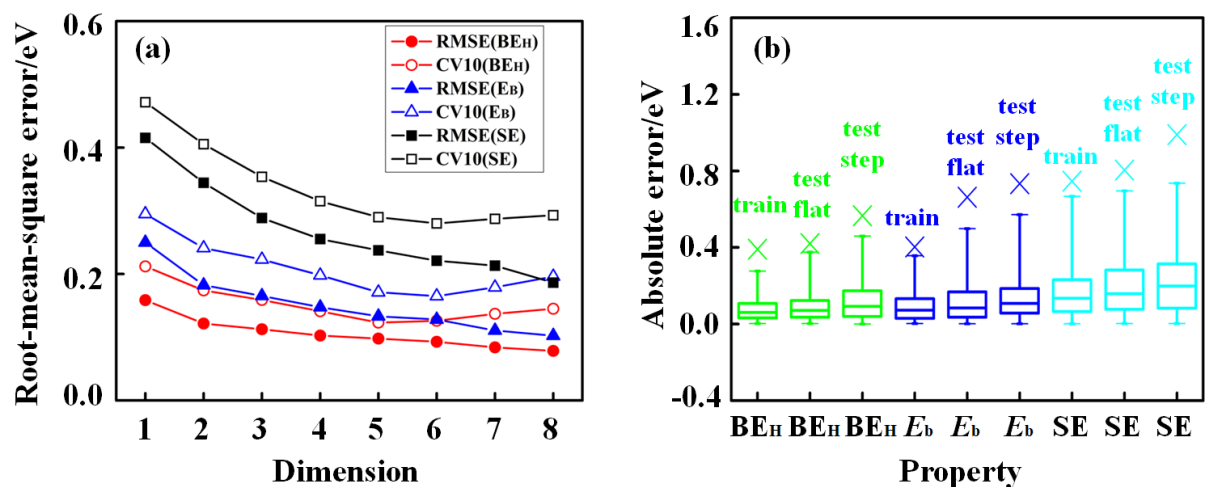 (a)
Root-mean-square error/eV
0.6
0.4
0.2
0.0
RMSE(BEH)
CV10(BEH)
RMSE(EB)
CV10(EB)
RMSE(SE)
CV10(SE)
1 2 3 4 5 6 7 8
Dimension
(b)
Absolute error/eV
1.6
1.2
0.8
0.4
0.0
-0.4
train
test
flat
test
step
train
test
flat
test
step
train
test
flat
test
step
BEH BEH BEH Eb Eb Eb SE SE SE
Property